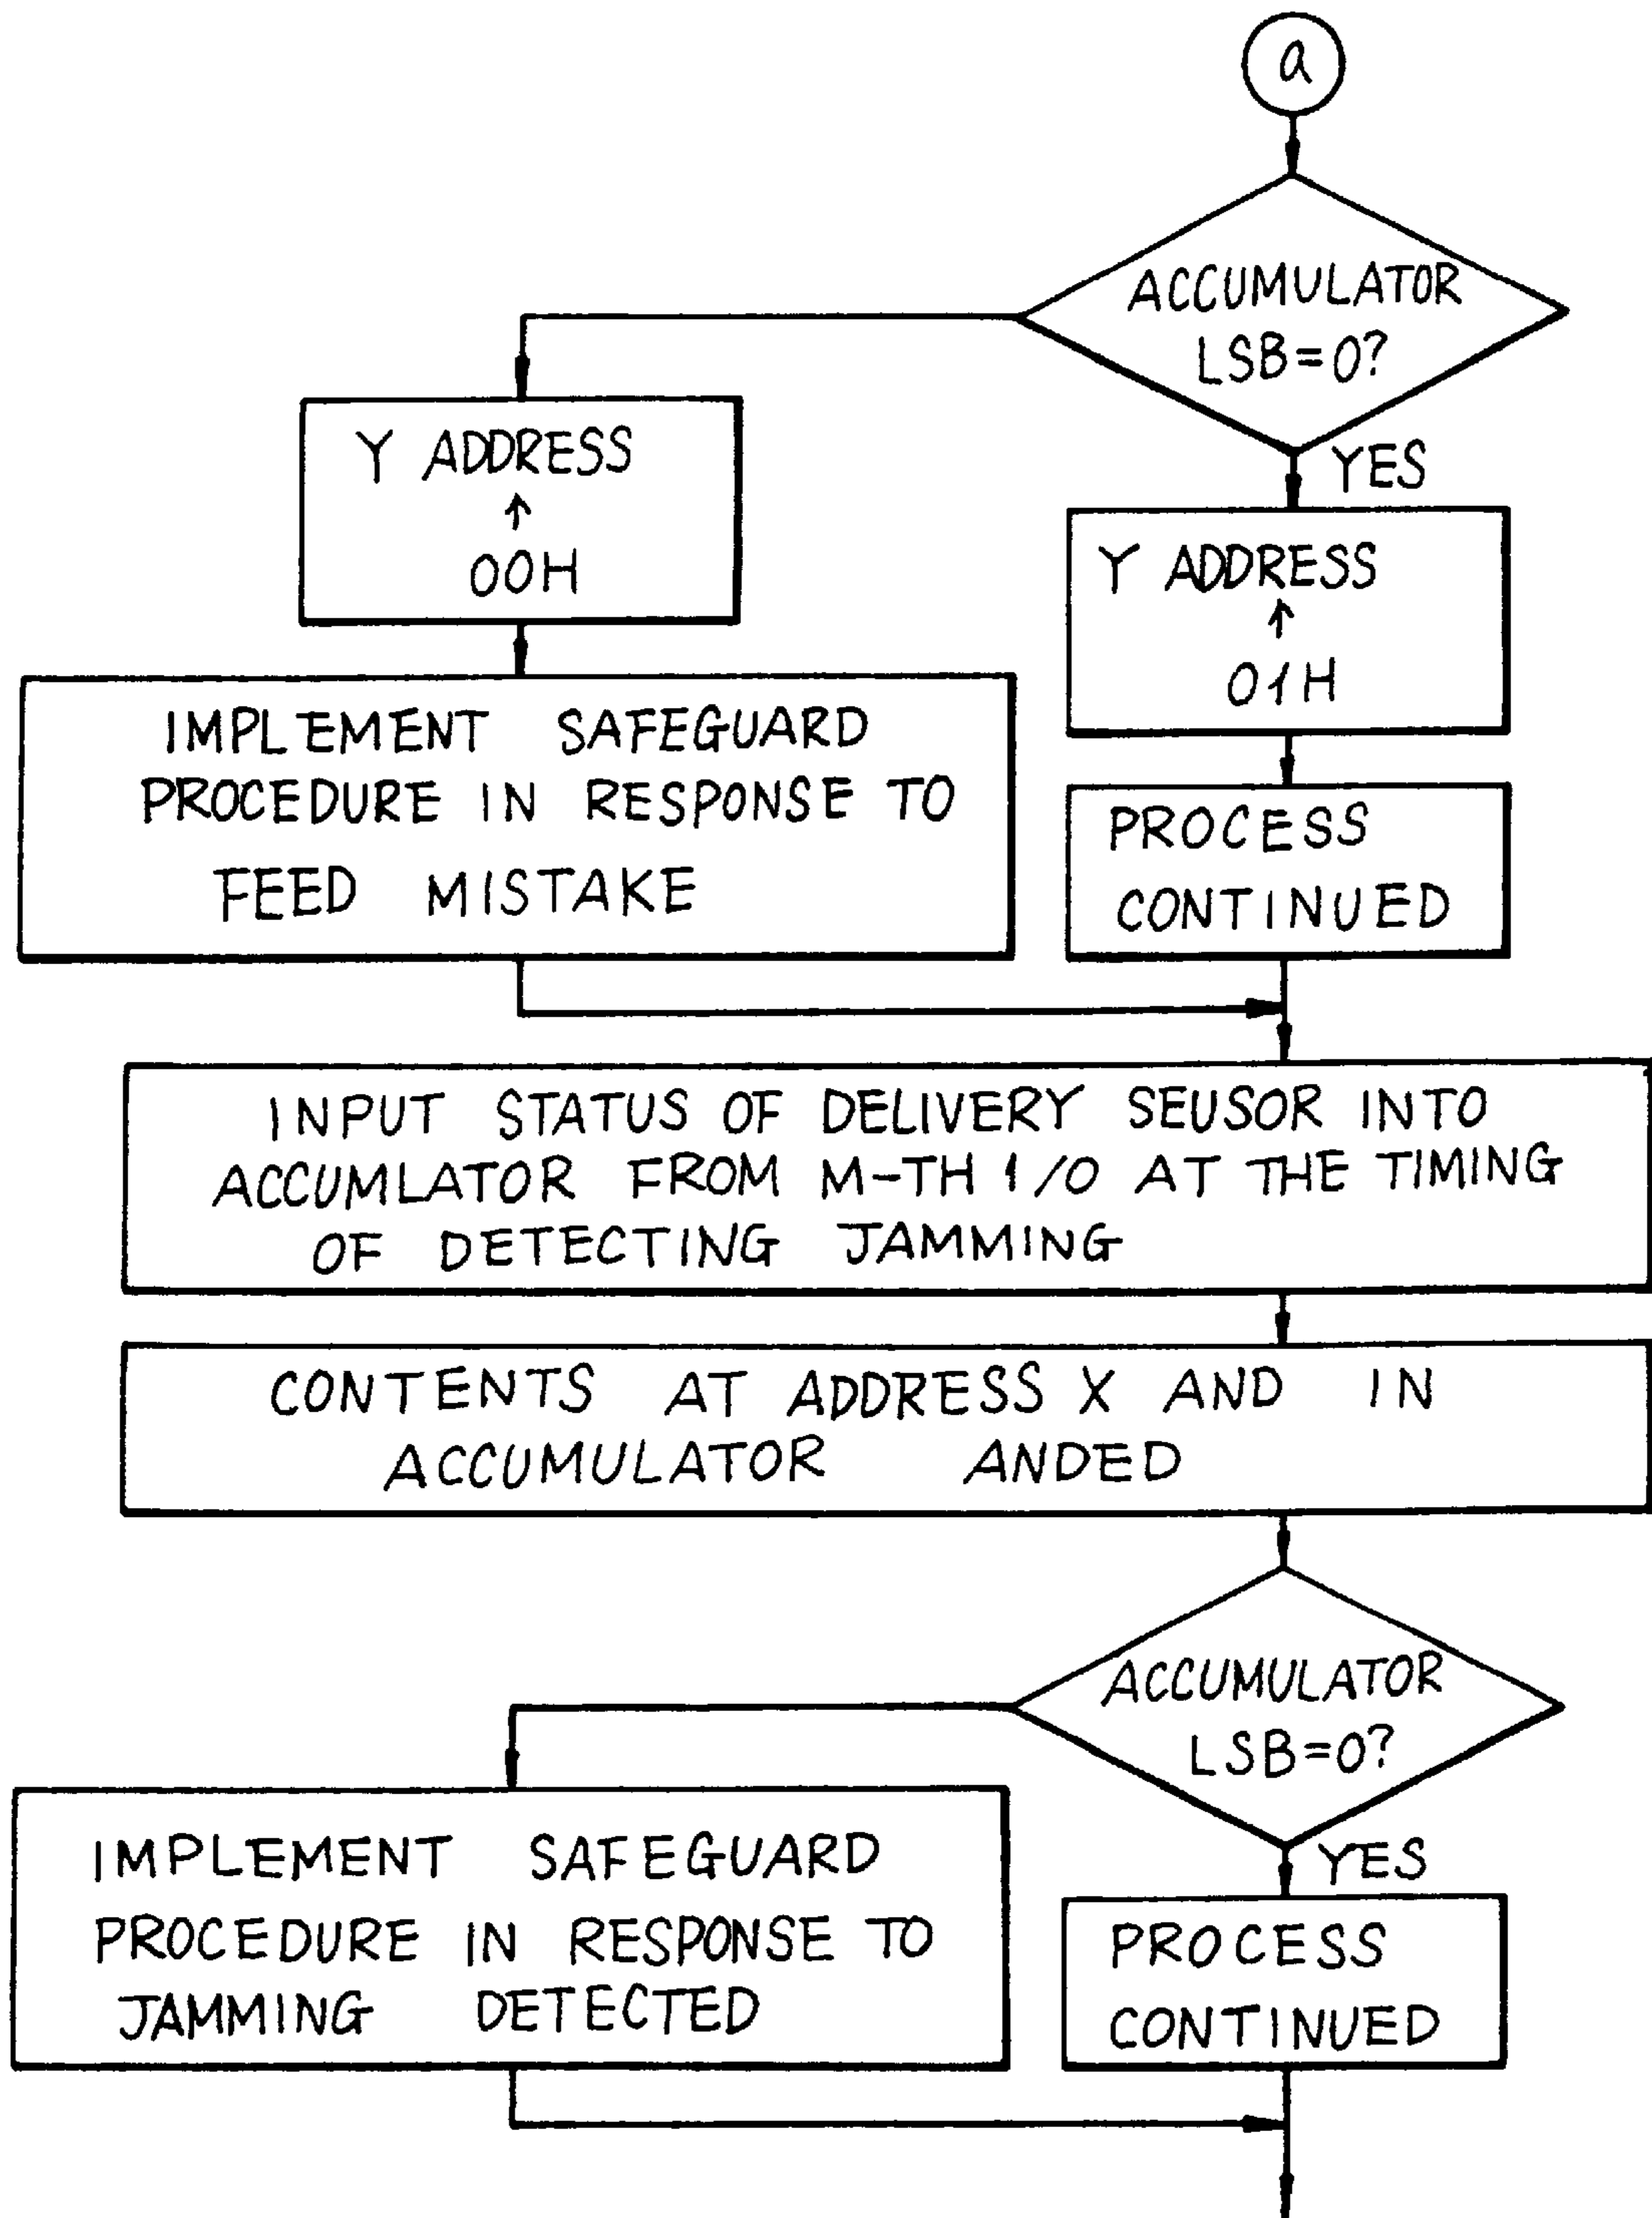 a
ACCUMULATOR
LSB=0?
YES
Y ADDRESS
↑
00H
Y ADDRESS
↑
01H
IMPLEMENT SAFEGUARD
PROCEDURE IN RESPONSE TO
FEED MISTAKE
PROCESS
CONTINUED
INPUT STATUS OF DELIVERY SEUSOR INTO
ACCUMLATOR FROM M-TH I/O AT THE TIMING
OF DETECTING JAMMING
CONTENTS AT ADDRESS X AND IN
ACCUMULATOR ANDED
ACCUMULATOR
LSB=0?
YES
IMPLEMENT SAFEGUARD
PROCEDURE IN RESPONSE TO
JAMMING DETECTED
PROCESS
CONTINUED